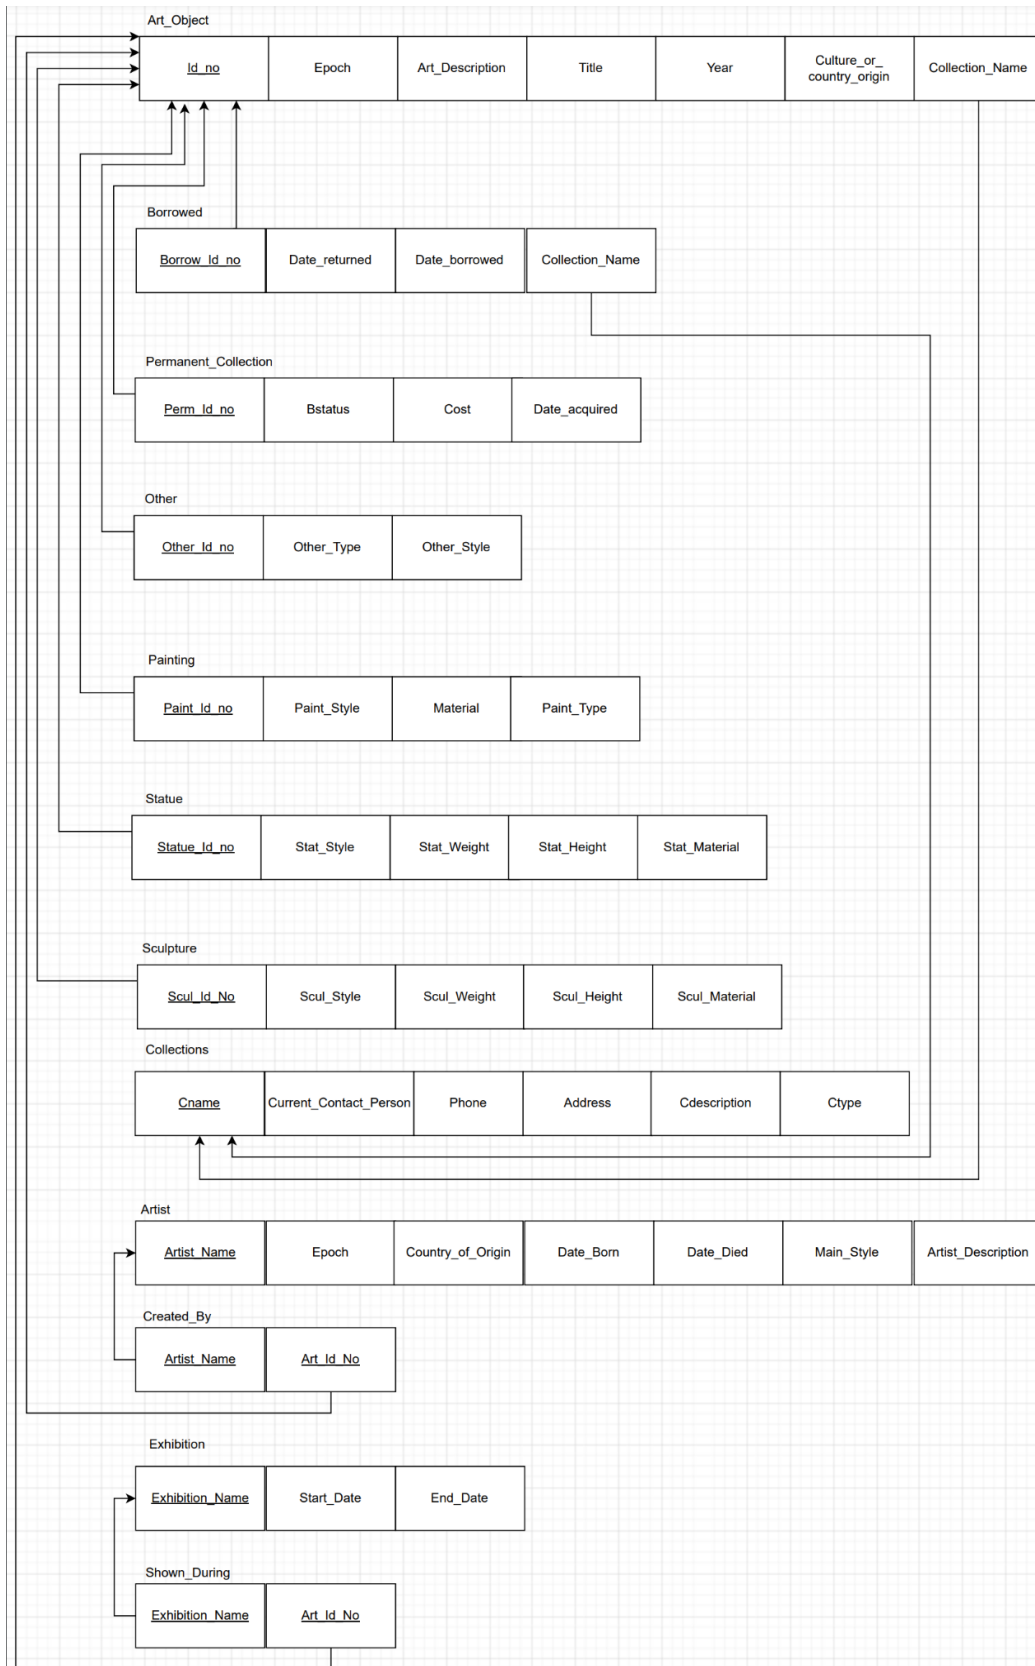 Art_Object
Id_no Epoch Art_Description Title Year Culture_or_ Collection_Name
country_origin
Borrowed
Borrow_Id_no Date_returned Date_borrowed Collection_Name
Permanent_Collection
Perm_Id_no Bstatus Cost Date_acquired
Other
Other_Id_no Other_Type Other_Style
Painting
Paint_Id_no Paint_Style Material Paint_Type
Statue
Statue_Id_no Stat_Style Stat_Weight Stat_Height Stat_Material
Sculpture
Scul_Id_No Scul_Style Scul_Weight Scul_Height Scul_Material
Collections
Cname Current_Contact_Person Phone Address Cdescription Ctype
Artist
Artist_Name Epoch Country_of_Origin Date_Born Date_Died Main_Style Artist_Description
Created_By
Artist_Name Art_Id_No
Exhibition
Exhibition_Name Start_Date End_Date
Shown_During
Exhibition_Name Art_Id_No